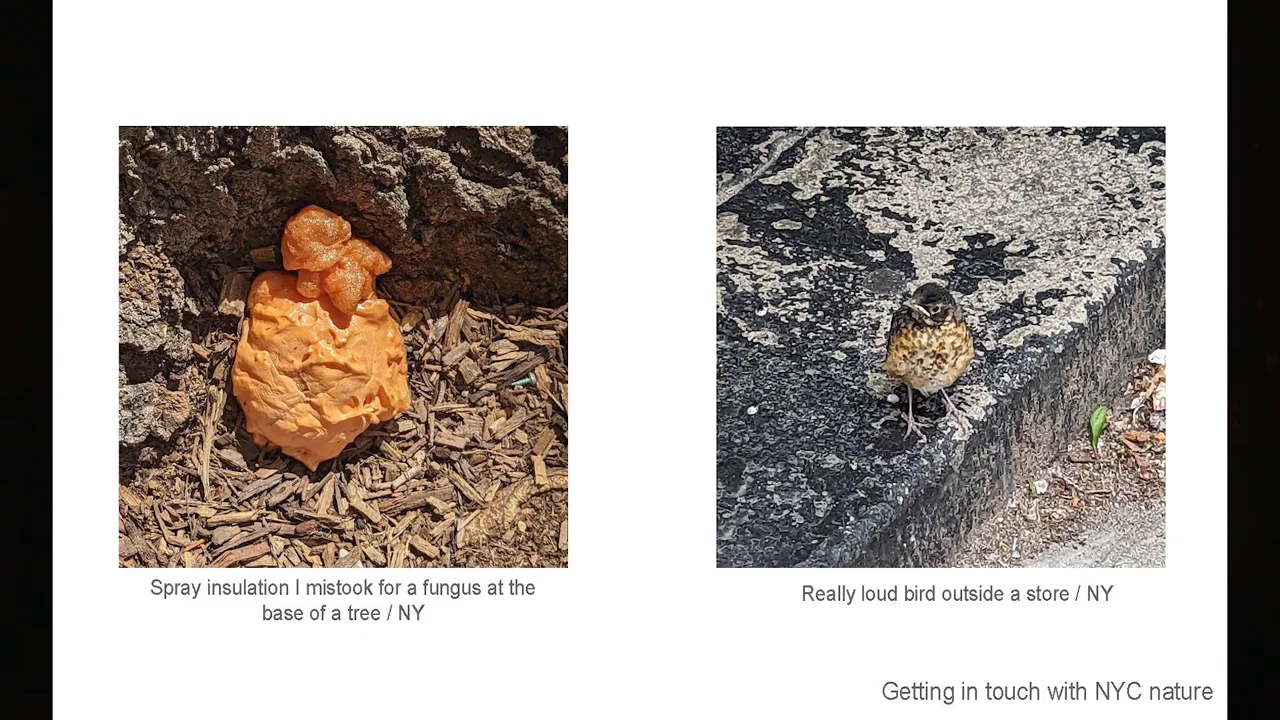 Spray insulation I mistook for a fungus at the
base of a tree / NY
Really loud bird outside a store / NY
Getting in touch with NYC nature